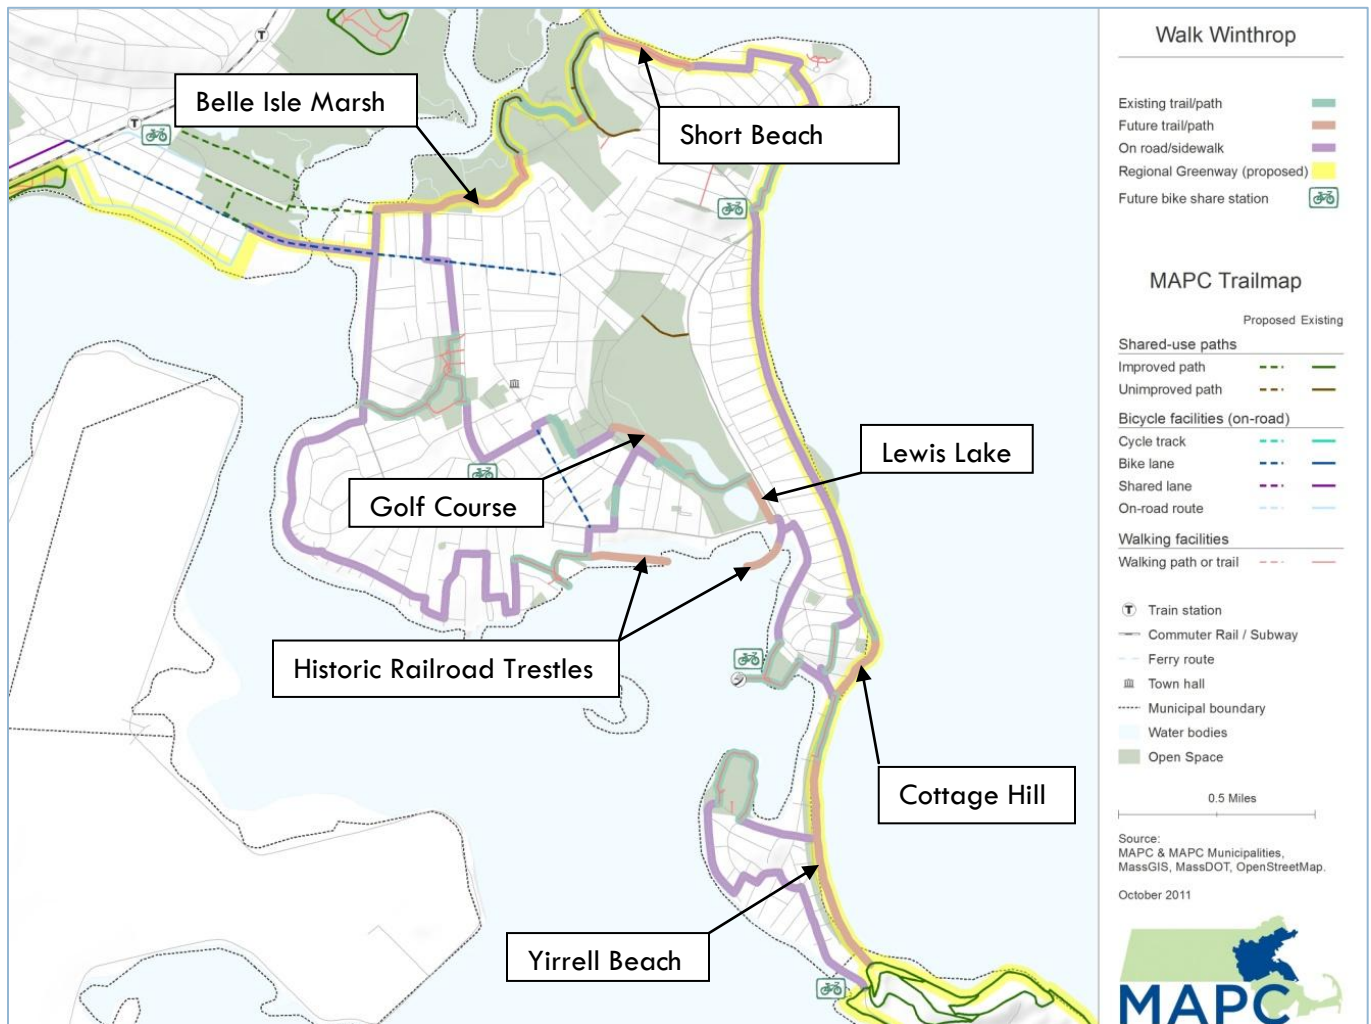 Belle Isle Marsh
Short Beach
Lewis Lake
Golf Course
Historic Railroad Trestles
Cottage Hill
Yirrell Beach
T
T
Walk Winthrop
Existing trail/path
Future trail/path
On road/sidewalk
Regional Greenway (proposed)
Future bike share station
MAPC Trailmap
Proposed Existing
Shared-use paths
Improved path
Unimproved path
Bicycle facilities (on-road)
Cycle track
Bike lane
Shared lane
On-road route
Walking facilities
Walking path or trail
T Train station
Commuter Rail / Subway
Ferry route
Town hall
Municipal boundary
Water bodies
Open Space
0.5 Miles
Source:
MAPC & MAPC Municipalities,
MassGIS, MassDOT, OpenStreetMap.
October 2011
MAPC